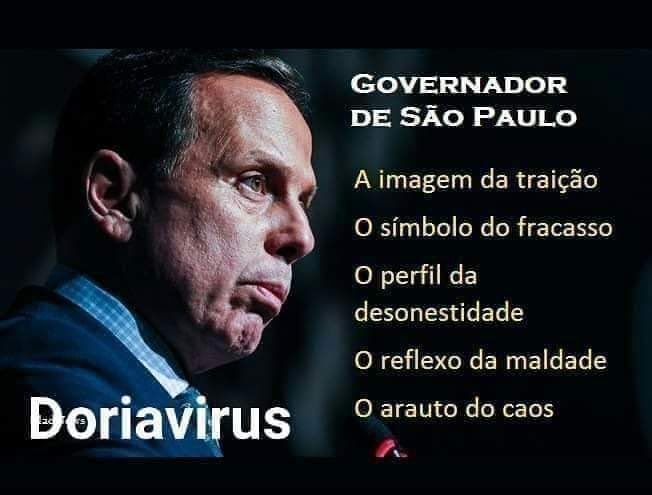 GOVERNADOR
DE SÃO PAULO
A imagem da traição
O símbolo do fracasso
O perfil da
desonestidade
O reflexo da maldade
O arauto do caos
Doriavirus